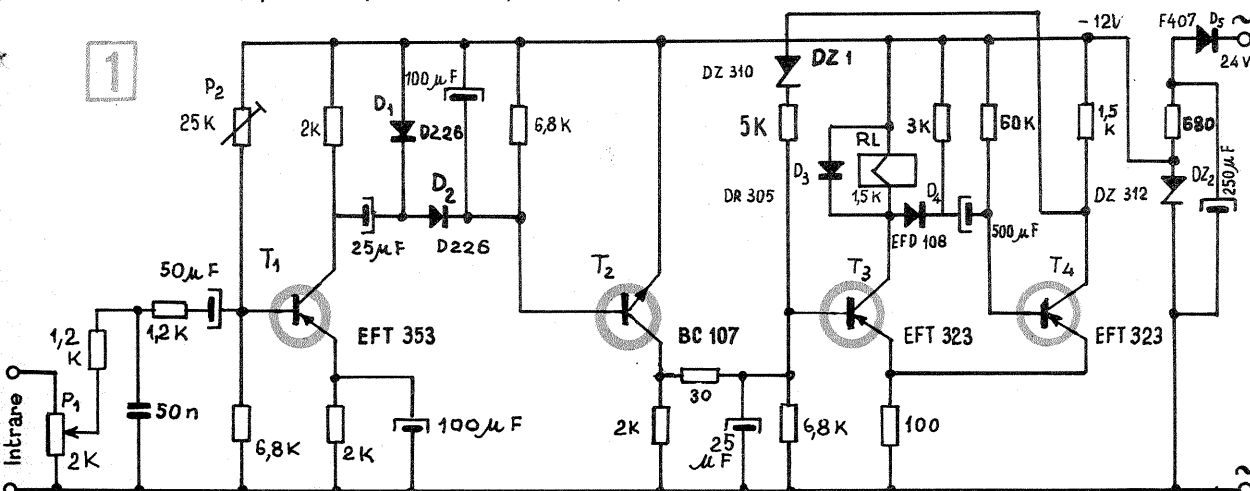 1
P2
25K
2K
D1
DZ26
100µF
6,8K
DZ 310
DZ 1
5K
- 12V
F407
D5
24V
~
3K
60K
1,5
K
680
DZ2
250µF
DZ 312
D3
RL
1,5K
DR 305
D2
D226
25µF
D4
EFD 108
500µF
50µF
T1
T2
T3
T4
1,2K
EFT 353
BC 107
EFT 323
EFT 323
1,2
K
Intrare
P1
2K
50n
6,8K
2K
100µF
2K
30
25
µF
6,8K
100
~